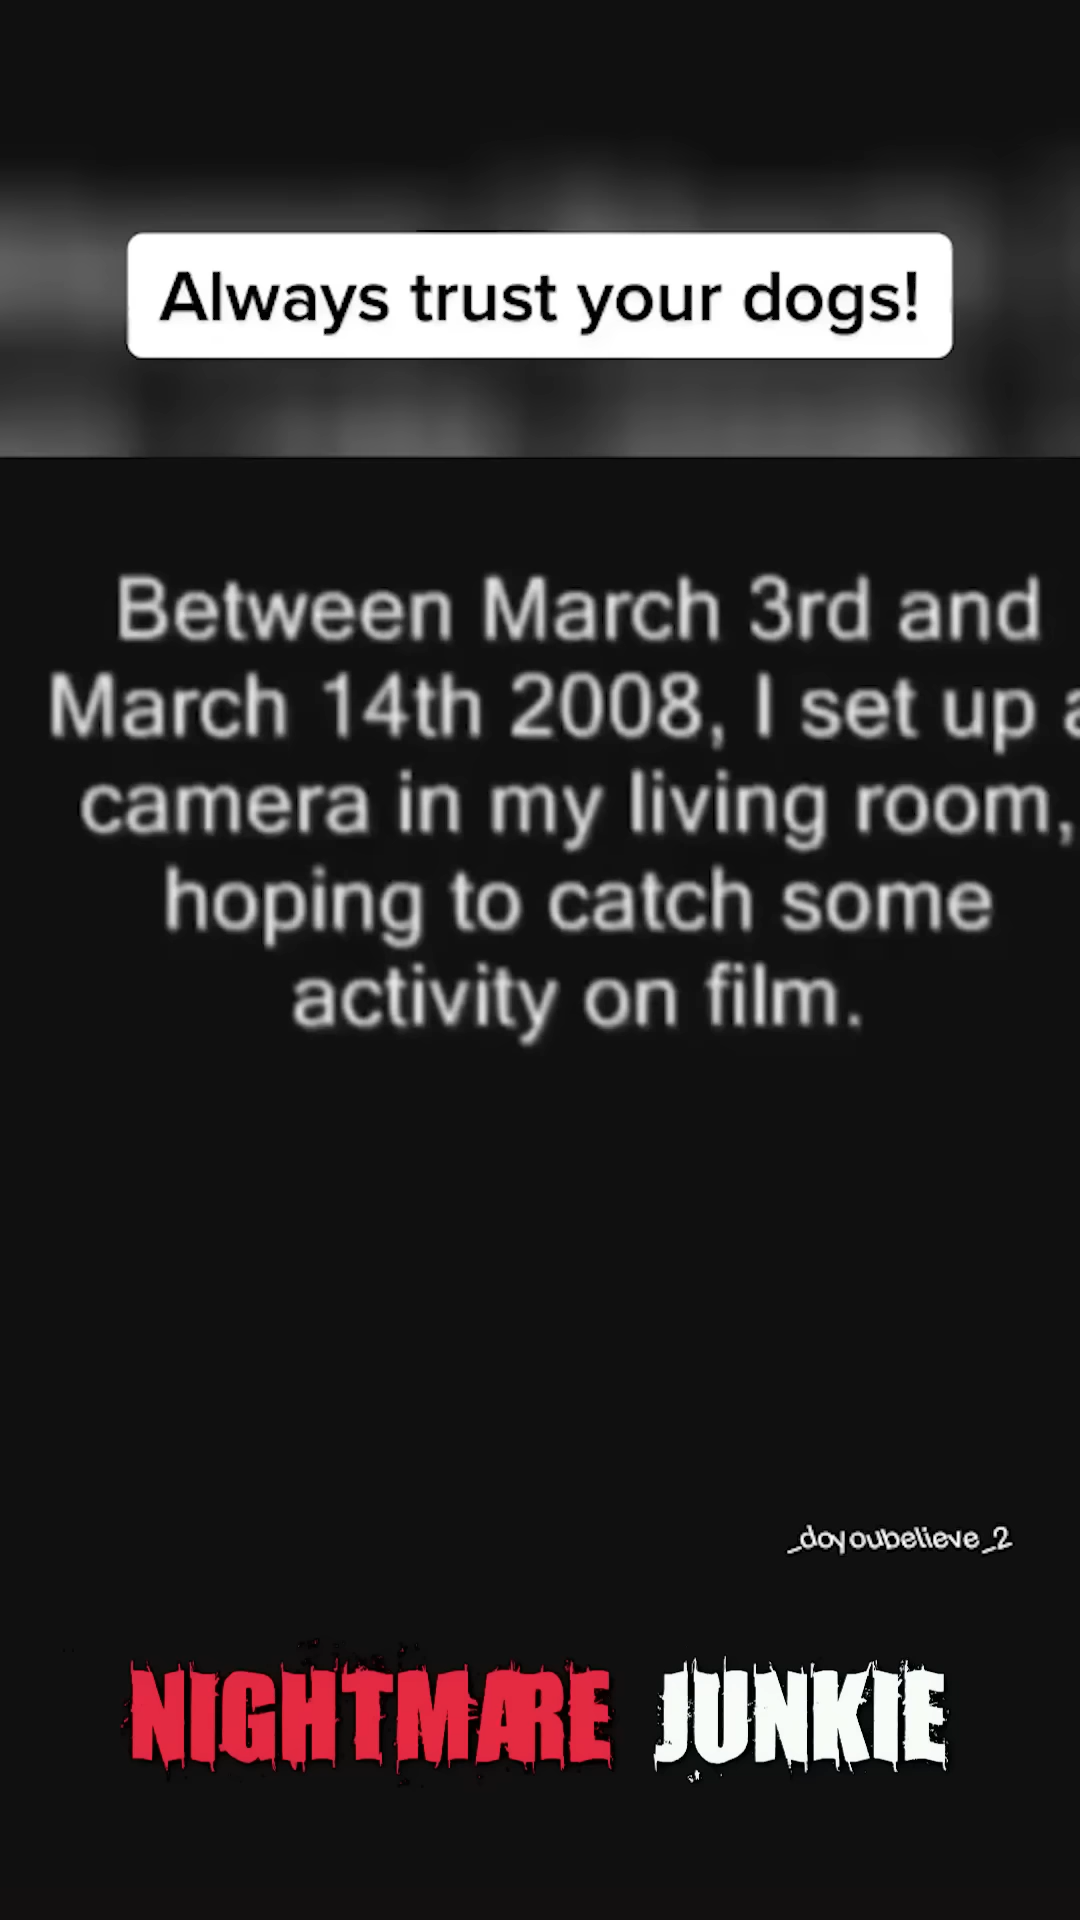 Always trust your dogs!
Between March 3rd and
March 14th 2008, I set up a
camera in my living room,
hoping to catch some
activity on film.
_doyoubelieve_2
NIGHTMARE JUNKIE